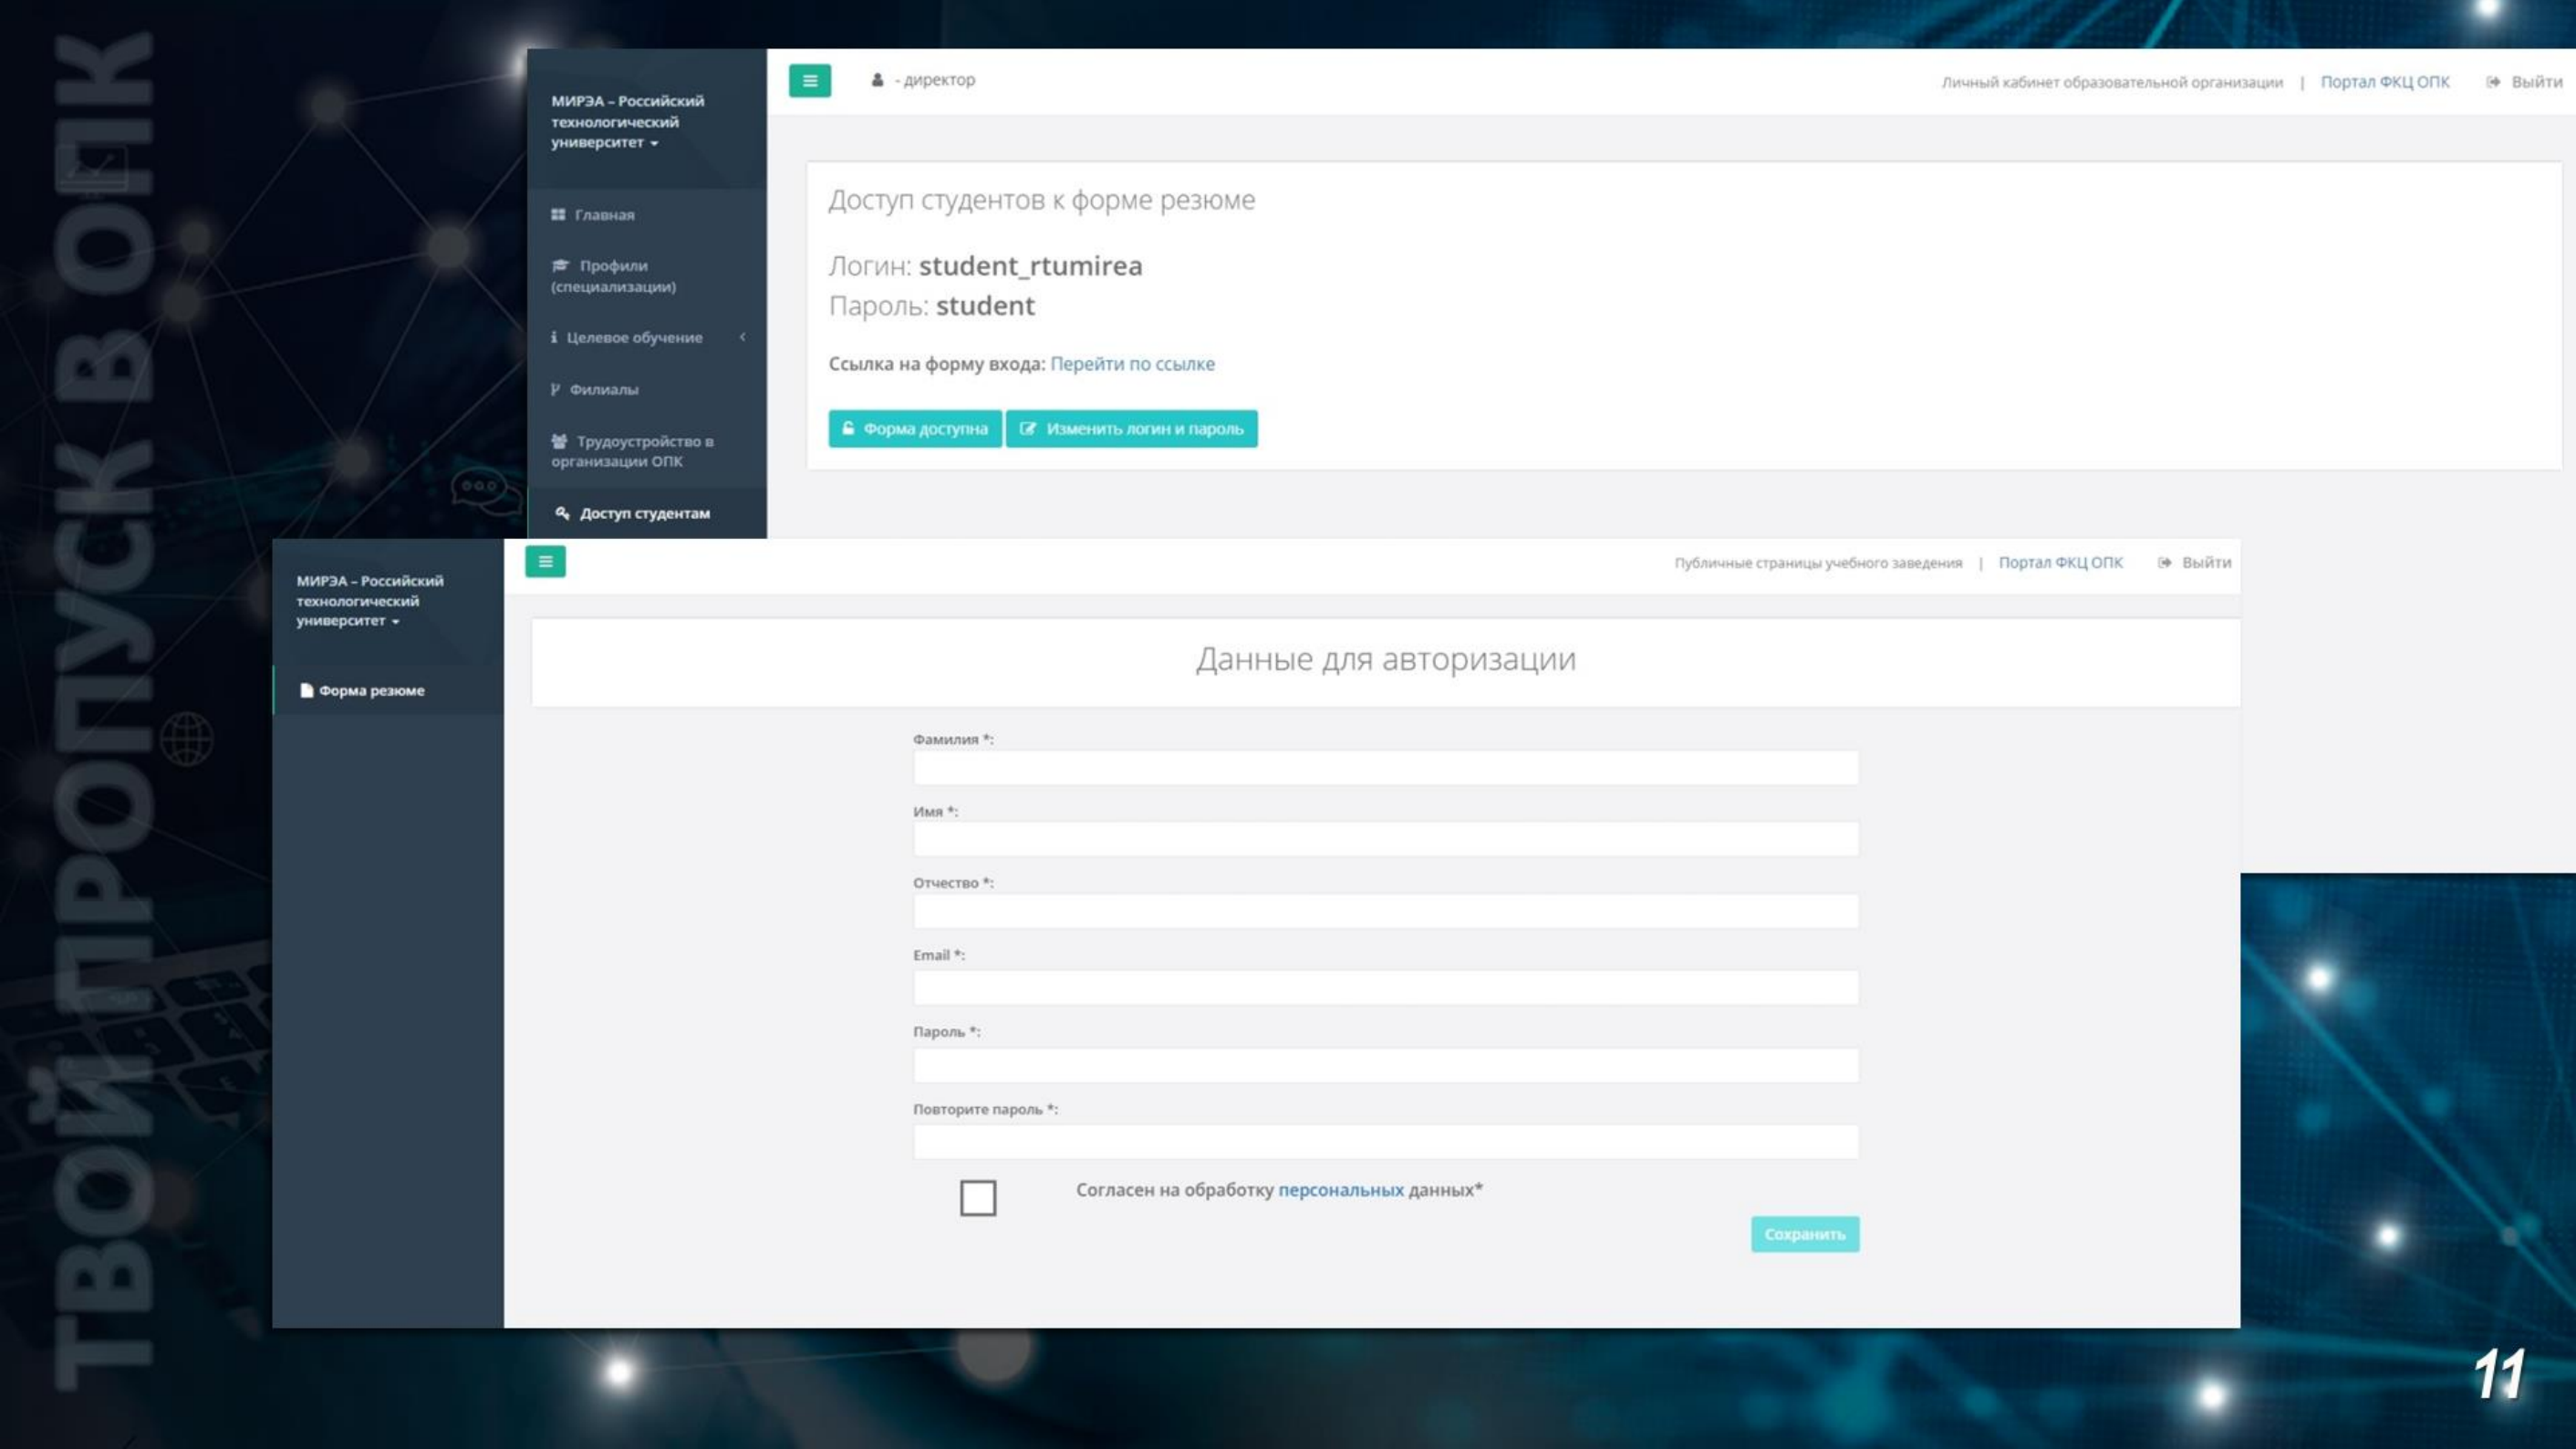 ТВОЙ ПРОПУСК В ОПК
МИРЭА – Российский
технологический
университет
- директор
Личный кабинет образовательной организации | Портал ФКЦ ОПК Выйти
Главная
Профили
(специализации)
Целевое обучение
Филиалы
Трудоустройство в
организации ОПК
Доступ студентам
Доступ студентов к форме резюме
Логин: student_rtumirea
Пароль: student
Ссылка на форму входа: Перейти по ссылке
Форма доступна
Изменить логин и пароль
МИРЭА – Российский
технологический
университет
Публичные страницы учебного заведения | Портал ФКЦ ОПК Выйти
Форма резюме
Данные для авторизации
Фамилия *:
Имя *:
Отчество *:
Email *:
Пароль *:
Повторите пароль *:
Согласен на обработку персональных данных*
Сохранить
11